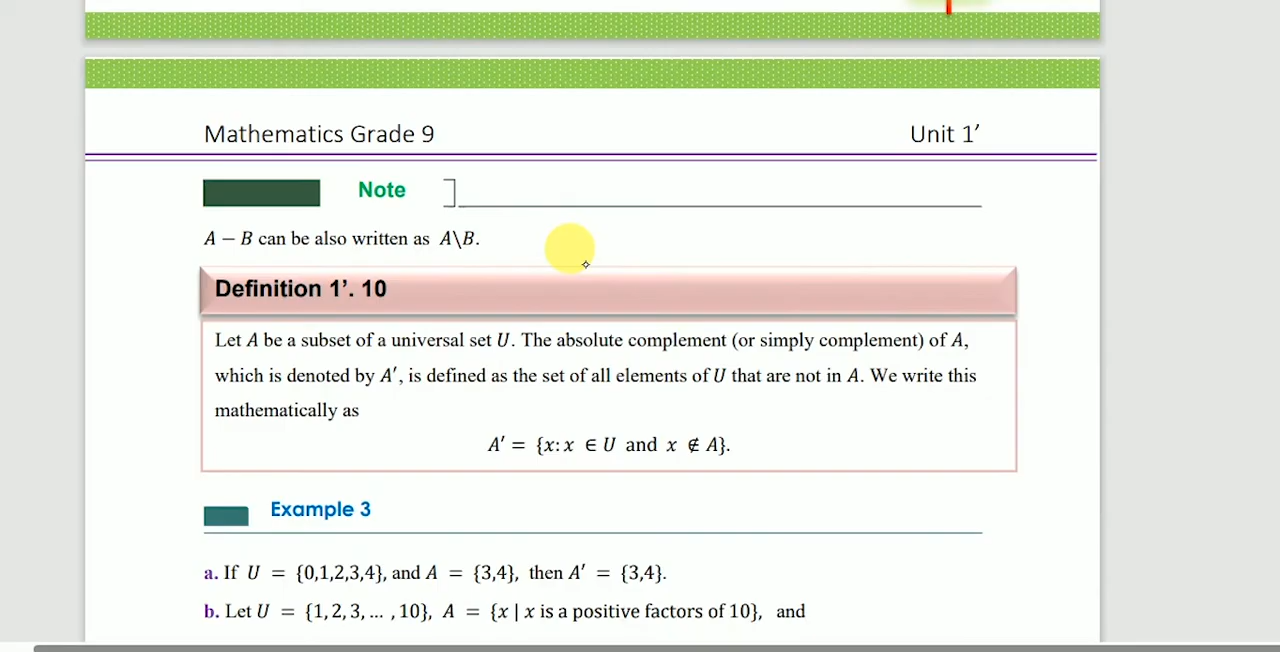 Mathematics Grade 9 Unit 1′
Note
A − B can be also written as A\B.
Definition 1’. 10
Let A be a subset of a universal set U. The absolute complement (or simply complement) of A,
which is denoted by A′, is defined as the set of all elements of U that are not in A. We write this
mathematically as
A′ = {x: x ∈ U and x ∉ A}.
Example 3
a. If U = {0,1,2,3,4}, and A = {3,4}, then A′ = {3,4}.
b. Let U = {1, 2, 3, … , 10}, A = {x | x is a positive factors of 10}, and